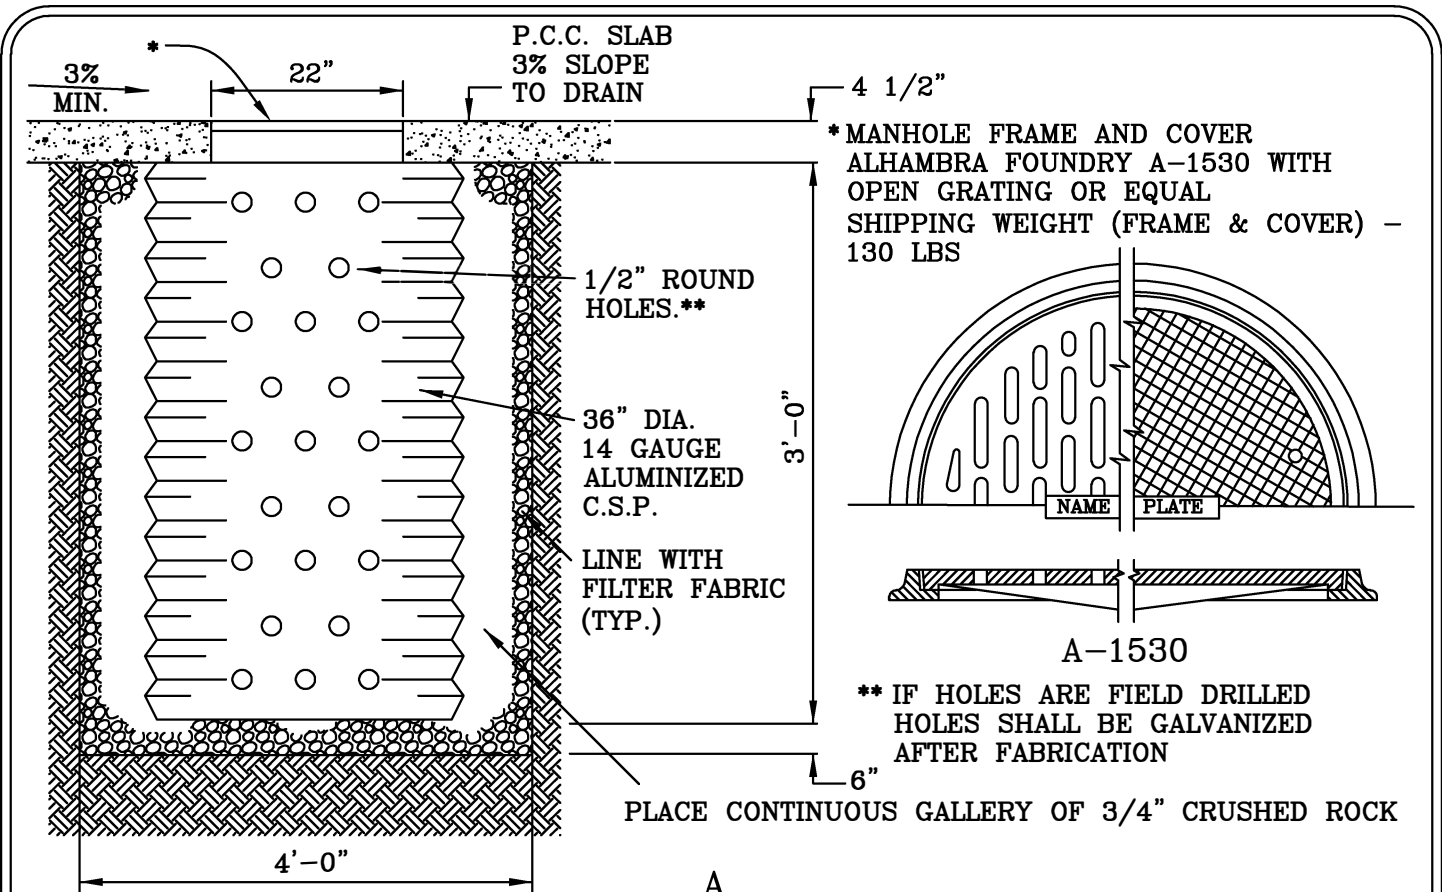 *
3%
MIN.
22”
P.C.C. SLAB
3% SLOPE
TO DRAIN
4 1/2”
* MANHOLE FRAME AND COVER
ALHAMBRA FOUNDRY A-1530 WITH
OPEN GRATING OR EQUAL
SHIPPING WEIGHT (FRAME & COVER) -
130 LBS
1/2” ROUND
HOLES.**
36” DIA.
14 GAUGE
ALUMINIZED
C.S.P.
3'-0”
LINE WITH
FILTER FABRIC
(TYP.)
NAME PLATE
A-1530
** IF HOLES ARE FIELD DRILLED
HOLES SHALL BE GALVANIZED
AFTER FABRICATION
6”
PLACE CONTINUOUS GALLERY OF 3/4” CRUSHED ROCK
4'-0”
A